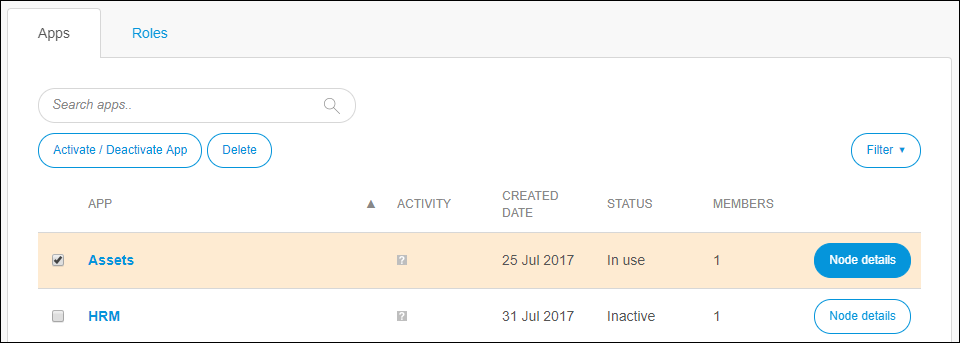 Apps Roles
Search apps..
Activate / Deactivate App Delete Filter ▼
APP ▲ ACTIVITY CREATED DATE STATUS MEMBERS
Assets ? 25 Jul 2017 In use 1 Node details
HRM ? 31 Jul 2017 Inactive 1 Node details